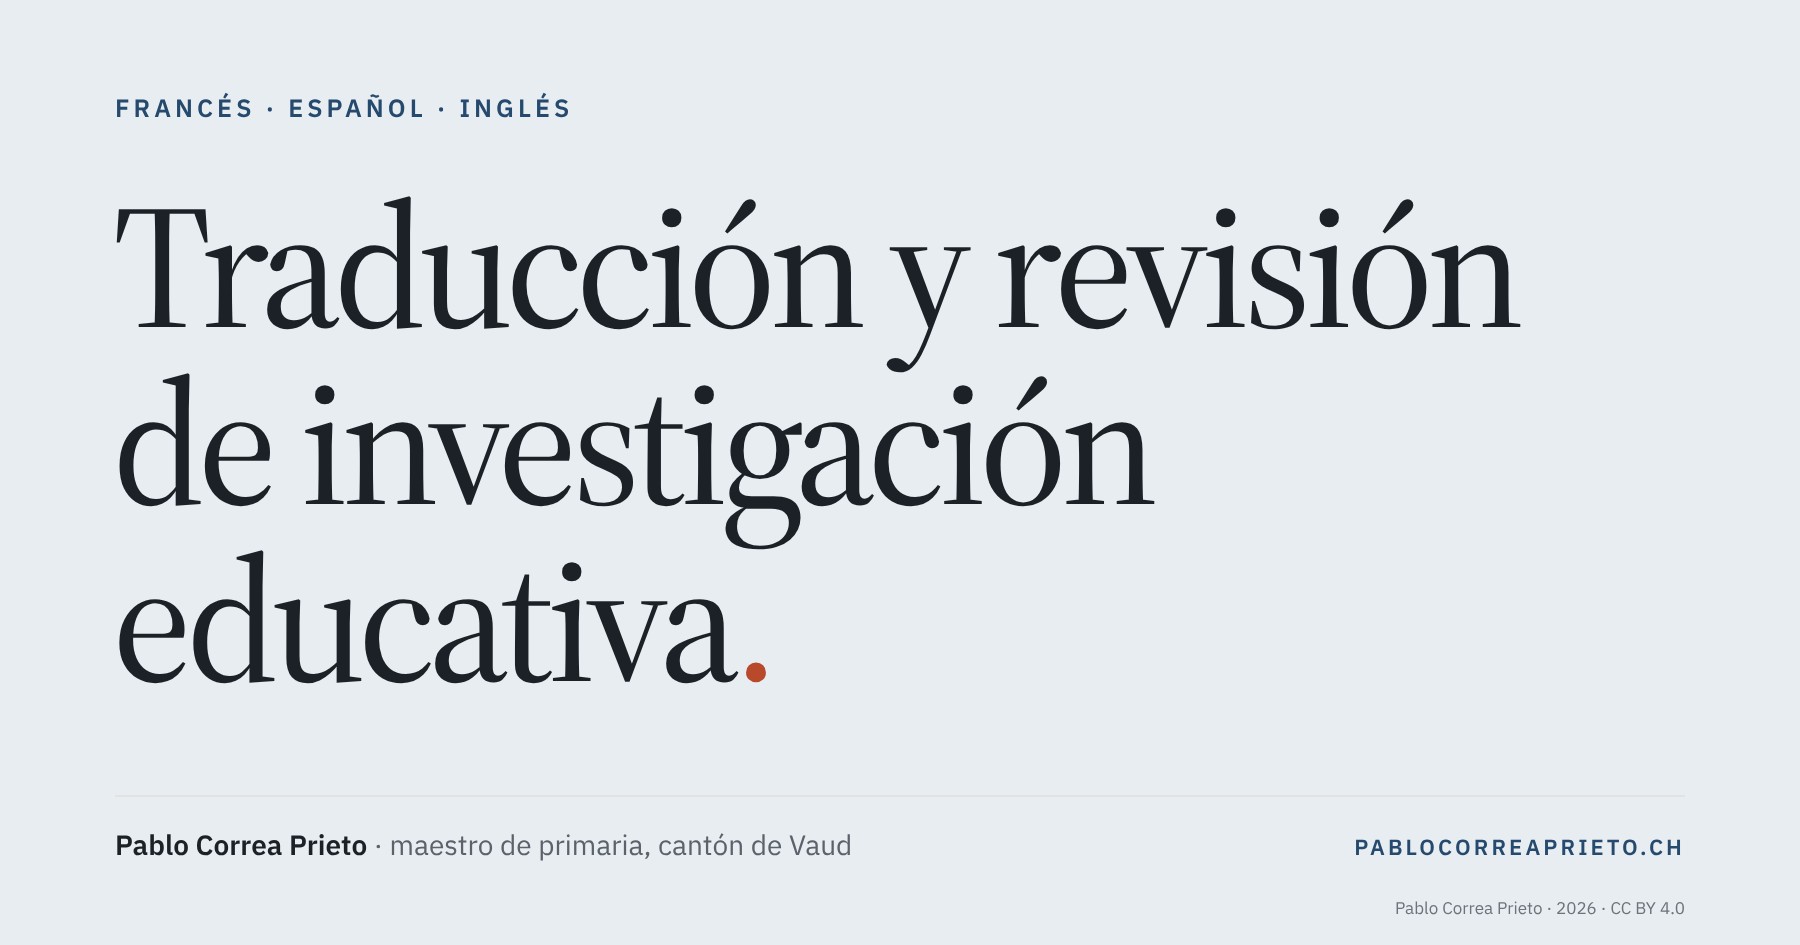 FRANCÉS · ESPAÑOL · INGLÉS
Traducción y revisión
de investigación
educativa.
Pablo Correa Prieto · maestro de primaria, cantón de Vaud
PABLOCORREAPRIETO.CH
Pablo Correa Prieto · 2026 · CC BY 4.0